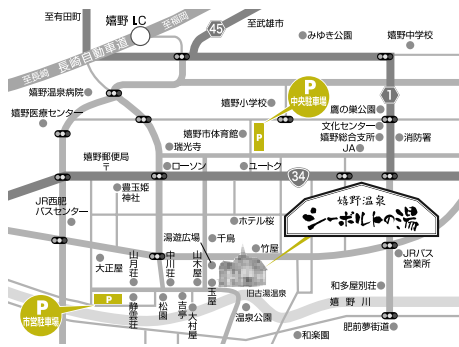 至有田町
嬉野 I.C
至福岡
45
至武雄市
みゆき公園
嬉野中学校
長崎自動車道
至長崎
嬉野温泉病院
P
中央駐車場
1
嬉野小学校
鷹の巣公園
嬉野医療センター
嬉野市体育館
P
文化センター
嬉野総合支所
消防署
瑞光寺
JA
嬉野郵便局
〒
ローソン
ユートク
34
豊玉姫
神社
嬉野温泉
シーボルトの湯
JR西肥
バスセンター
ホテル桜
湯遊広場
千鳥
竹屋
大正屋
山月荘
中川荘
山水屋
JRバス
営業所
玉屋
旧古湯温泉
和多屋別荘
P
市営駐車場
P
静雲荘
松園
吉亭
大村屋
温泉公園
嬉野川
和楽園
肥前夢街道